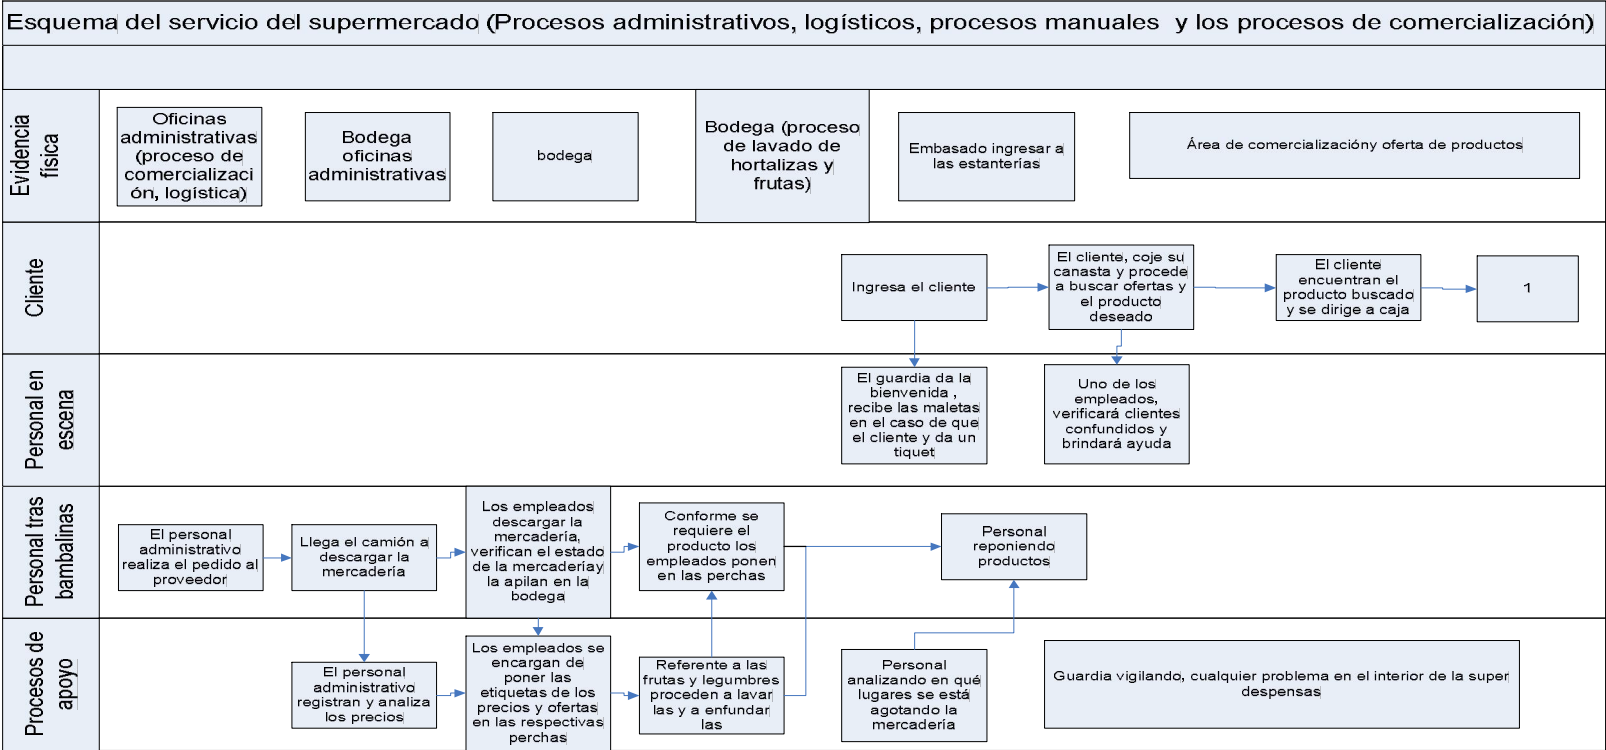 Esquema del servicio del supermercado (Procesos administrativos, logísticos, procesos manuales y los procesos de comercialización)
Evidencia
física
Oficinas
administrativas
(proceso de
comercializaci
ón, logística)
Bodega
oficinas
administrativas
bodega
Bodega (proceso
de lavado de
hortalizas y
frutas)
Embasado ingresar a
las estanterías
Área de comercializacióny oferta de productos
Cliente
Ingresa el cliente
El cliente, coje su
canasta y procede
a buscar ofertas y
el producto
deseado
El cliente
encuentran el
producto buscado
y se dirige a caja
1
Personal en
escena
El guardia da la
bienvenida ,
recibe las maletas
en el caso de que
el cliente y da un
tiquet
Uno de los
empleados,
verificará clientes
confundidos y
brindará ayuda
Personal tras
bambalinas
El personal
administrativo
realiza el pedido al
proveedor
Llega el camión a
descargar la
mercadería
Los empleados
descargar la
mercadería,
verifican el estado
de la mercaderíay
la apilan en la
bodega
Conforme se
requiere el
producto los
empleados ponen
en las perchas
Personal
reponiendo
productos
Procesos de
apoyo
El personal
administrativo
registran y analiza
los precios
Los empleados se
encargan de
poner las
etiquetas de los
precios y ofertas
en las respectivas
perchas
Referente a las
frutas y legumbres
proceden a lavar
las y a enfundar
las
Personal
analizando en qué
lugares se está
agotando la
mercadería
Guardia vigilando, cualquier problema en el interior de la super
despensas